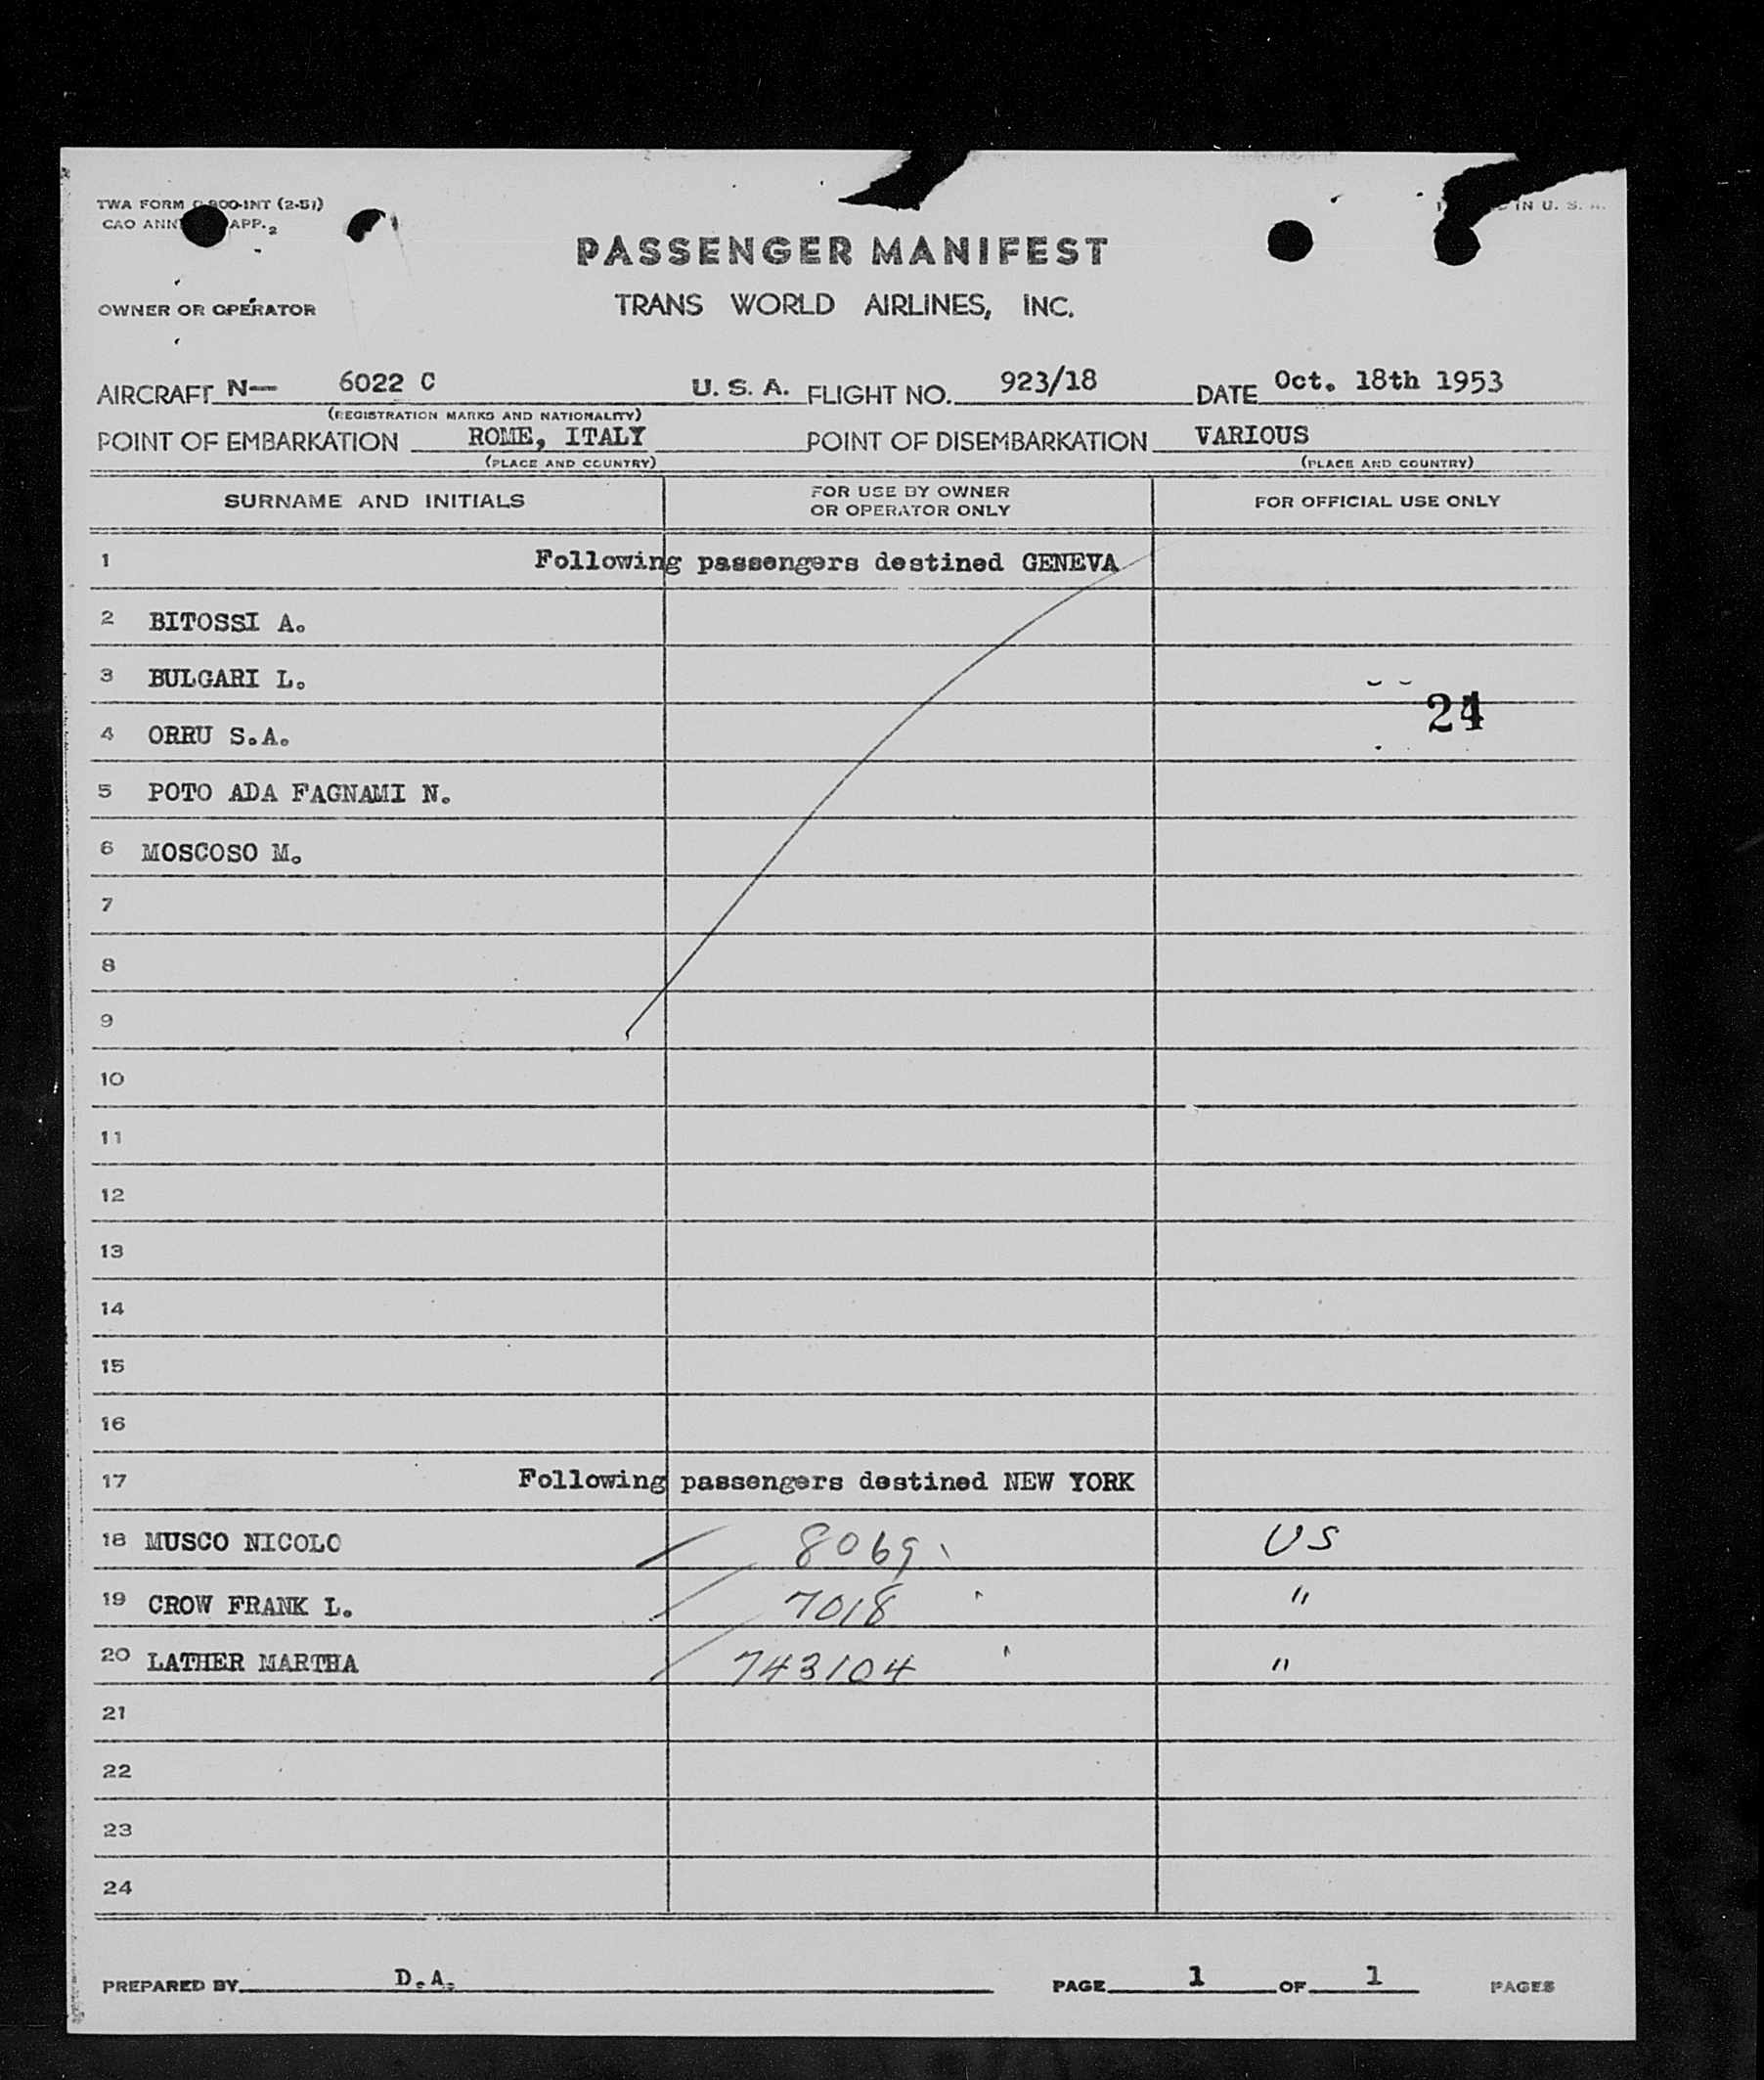 TWA FORM -800-INT (2-51)
CAO ANN APP. 2
IN U. S. A.
PASSENGER MANIFEST
OWNER OR OPERATOR
TRANS WORLD AIRLINES, INC.
AIRCRAFT N— 6022 C U. S. A. FLIGHT NO. 923/18 DATE Oct. 18th 1953
(REGISTRATION MARKS AND NATIONALITY)
POINT OF EMBARKATION ROME, ITALY POINT OF DISEMBARKATION VARIOUS
(PLACE AND COUNTRY) (PLACE AND COUNTRY)
SURNAME AND INITIALS FOR USE BY OWNER OR OPERATOR ONLY FOR OFFICIAL USE ONLY
1 Following passengers destined GENEVA
2 BITOSSI A.
3 BULGARI L.
24
4 ORRU S.A.
5 POTO ADA FAGNAMI N.
6 MOSCOSO M.
7
8
9
10
11
12
13
14
15
16
17 Following passengers destined NEW YORK
18 MUSCO NICOLO 8069 US
19 CROW FRANK L. 7018 "
20 LATHER MARTHA 743104 "
21
22
23
24
PREPARED BY D.A. PAGE 1 OF 1 PAGES